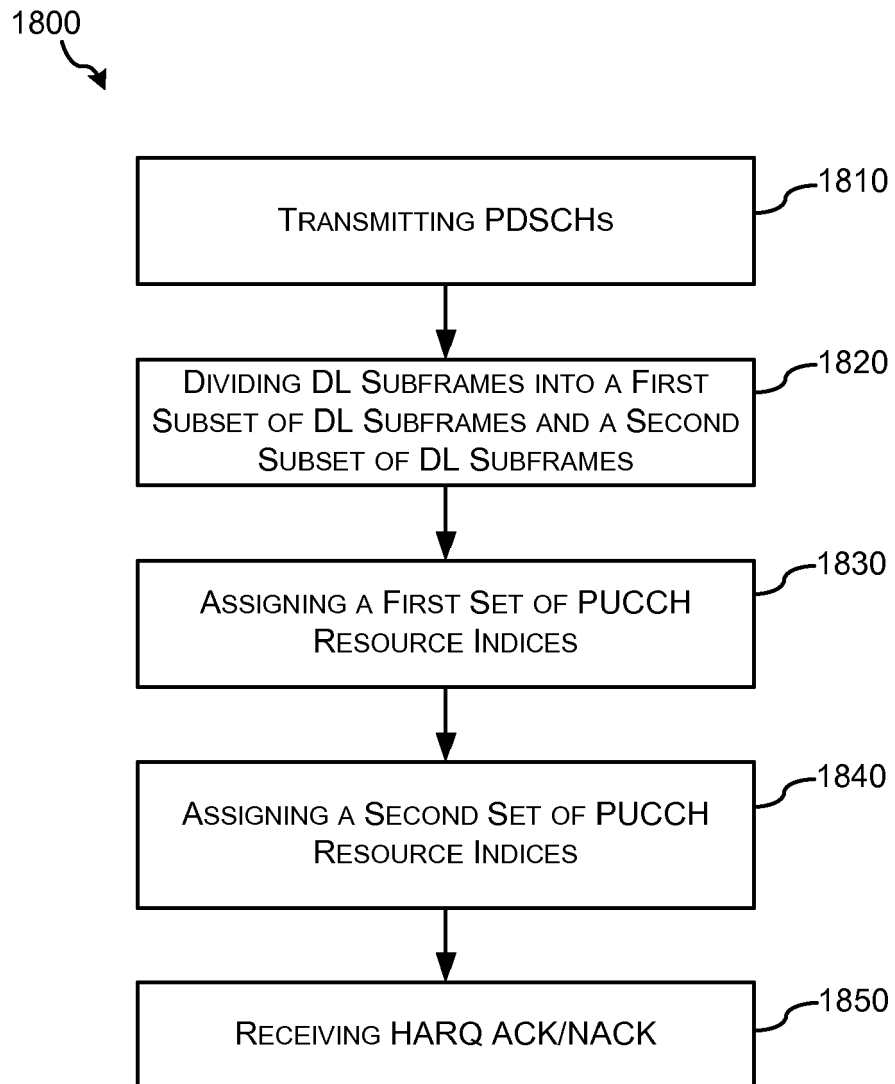 1800
TRANSMITTING PDSCHS
1810
DIVIDING DL SUBFRAMES INTO A FIRST
SUBSET OF DL SUBFRAMES AND A SECOND
SUBSET OF DL SUBFRAMES
1820
ASSIGNING A FIRST SET OF PUCCH
RESOURCE INDICES
1830
ASSIGNING A SECOND SET OF PUCCH
RESOURCE INDICES
1840
RECEIVING HARQ ACK/NACK
1850